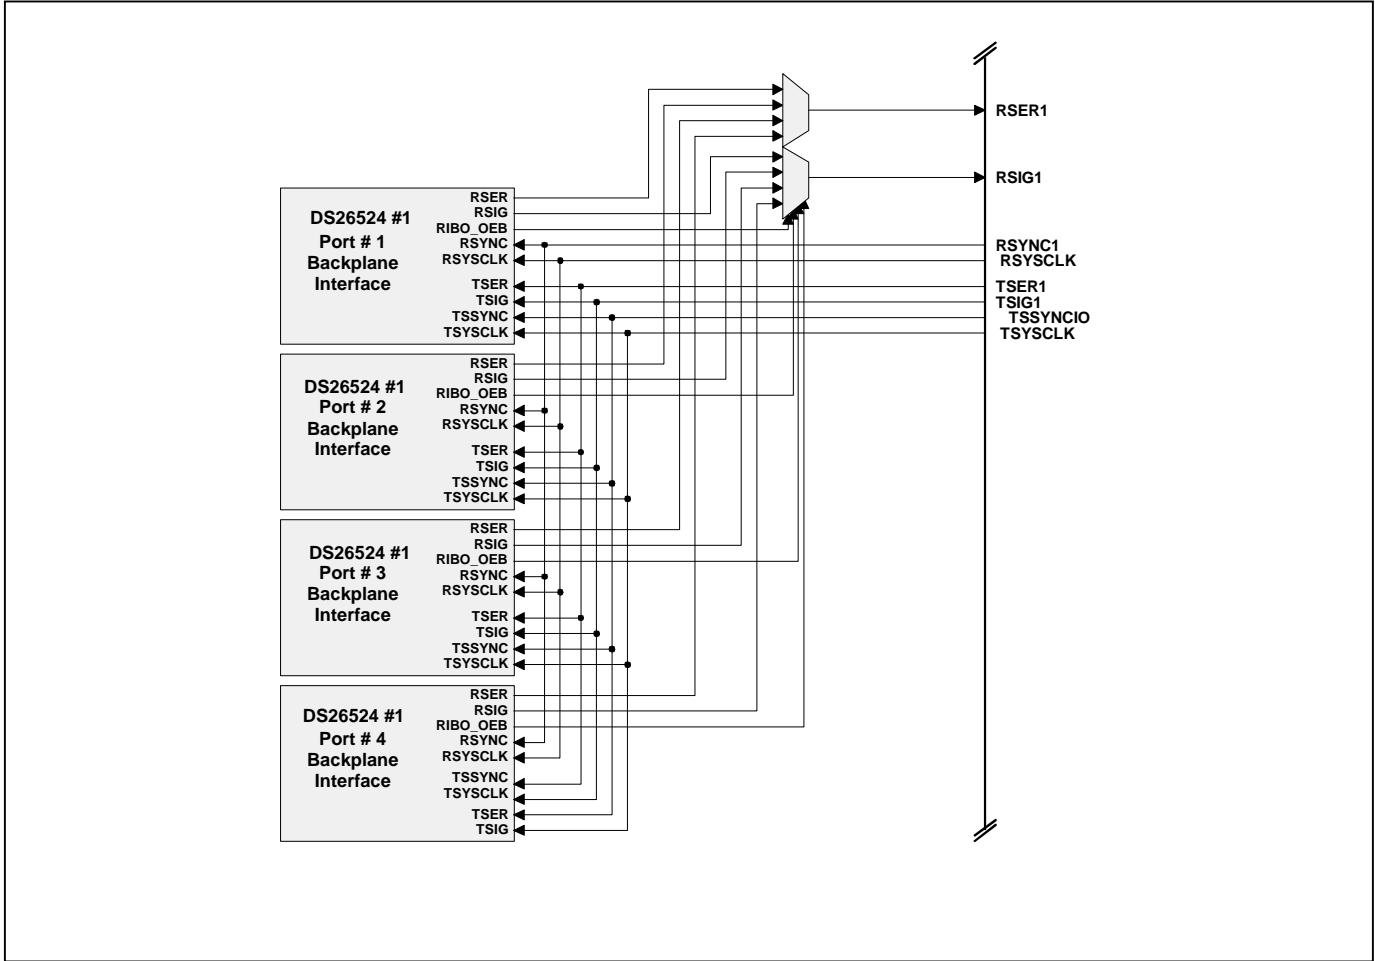 RSER1
RSIG1
DS26524 #1
Port # 1
Backplane
Interface
RSER
RSIG
RIBO_OEB
RSYNC
RSYSCLK
TSER
TSIG
TSSYNC
TSYSCLK
RSYNC1
RSYSCLK
TSER1
TSIG1
TSSYNCIO
TSYSCLK
DS26524 #1
Port # 2
Backplane
Interface
RSER
RSIG
RIBO_OEB
RSYNC
RSYSCLK
TSER
TSIG
TSSYNC
TSYSCLK
DS26524 #1
Port # 3
Backplane
Interface
RSER
RSIG
RIBO_OEB
RSYNC
RSYSCLK
TSER
TSIG
TSSYNC
TSYSCLK
DS26524 #1
Port # 4
Backplane
Interface
RSER
RSIG
RIBO_OEB
RSYNC
RSYSCLK
TSSYNC
TSYSCLK
TSER
TSIG